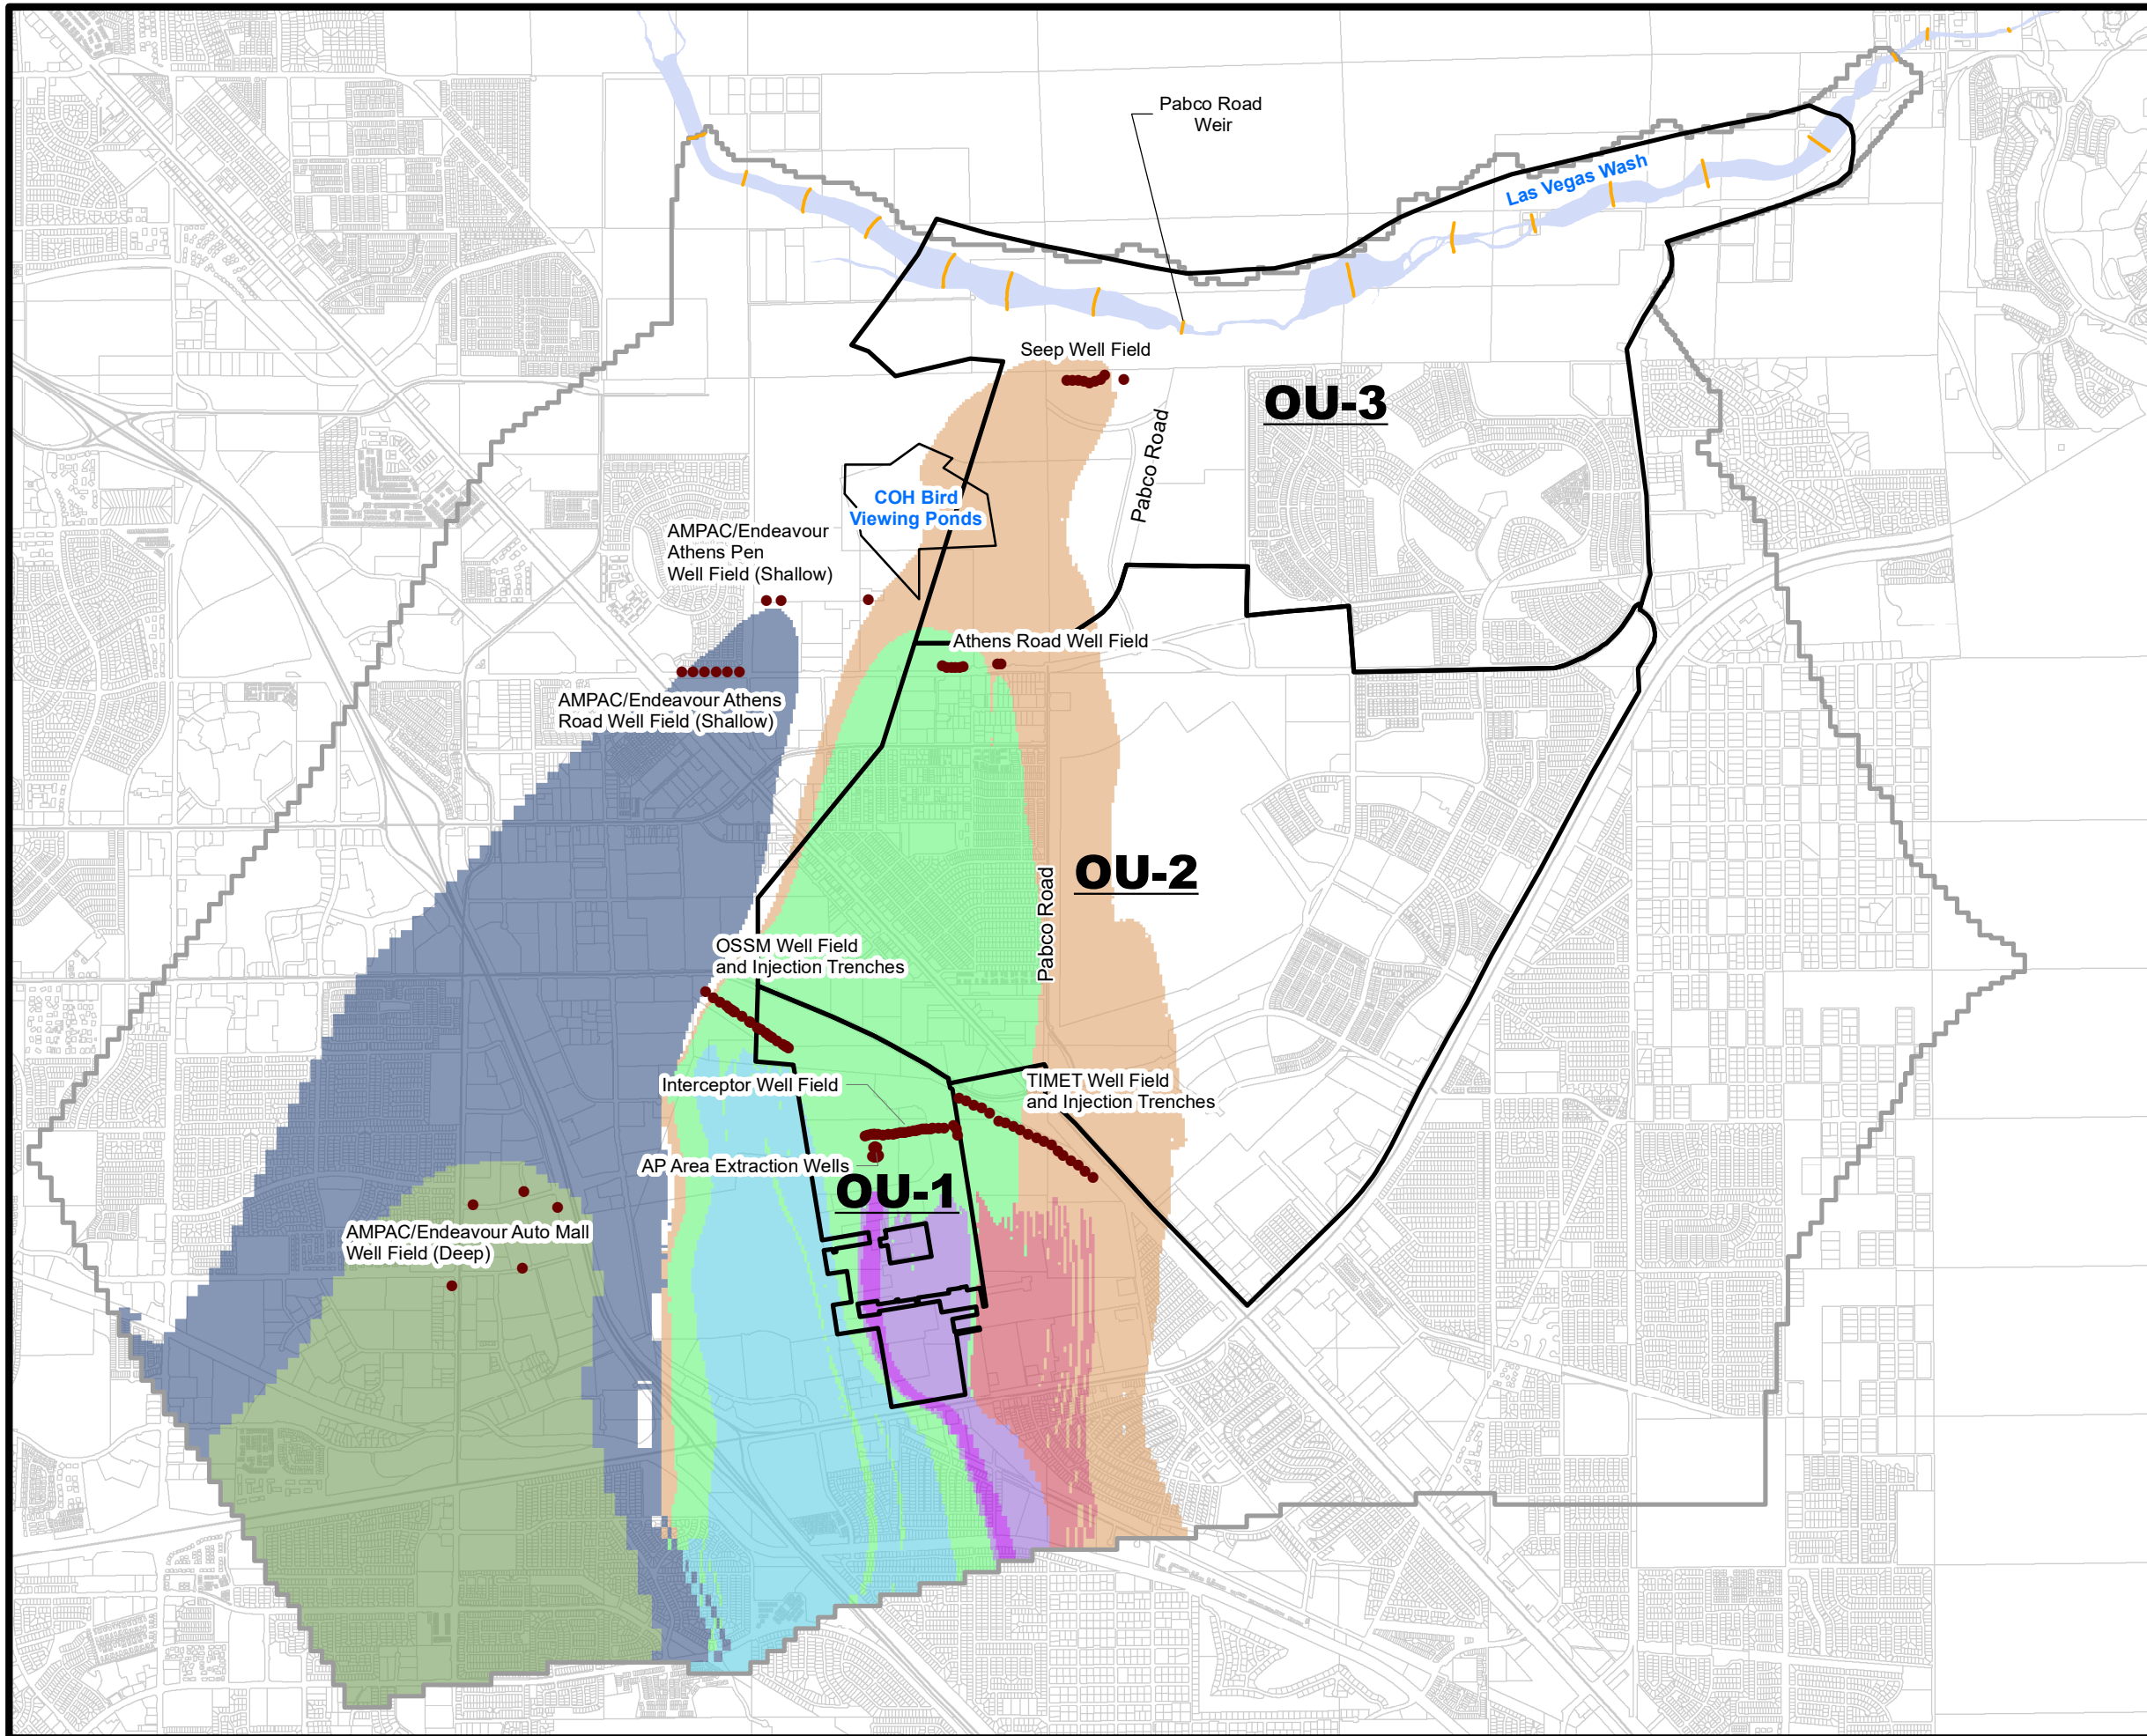 Pabco Road
Weir
Las Vegas Wash
Seep Well Field
OU-3
Pabco Road
COH Bird
Viewing Ponds
AMPAC/Endeavour
Athens Pen
Well Field (Shallow)
Athens Road Well Field
AMPAC/Endeavour Athens
Road Well Field (Shallow)
OU-2
Pabco Road
OSSM Well Field
and Injection Trenches
Interceptor Well Field
TIMET Well Field
and Injection Trenches
AP Area Extraction Wells
OU-1
AMPAC/Endeavour Auto Mall
Well Field (Deep)